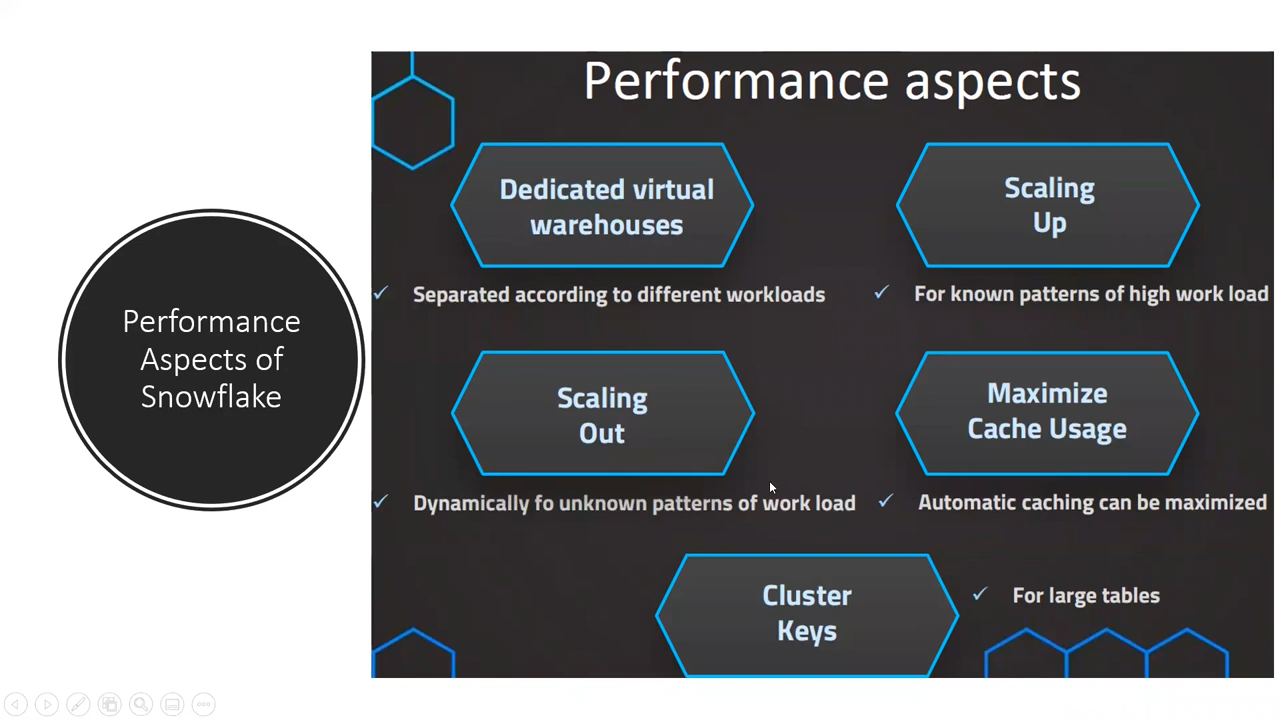 Performance
Aspects of
Snowflake
Performance aspects
Dedicated virtual
warehouses
Separated according to different workloads
Scaling
Up
For known patterns of high work load
Scaling
Out
Dynamically fo unknown patterns of work load
Maximize
Cache Usage
Automatic caching can be maximized
Cluster
Keys
For large tables